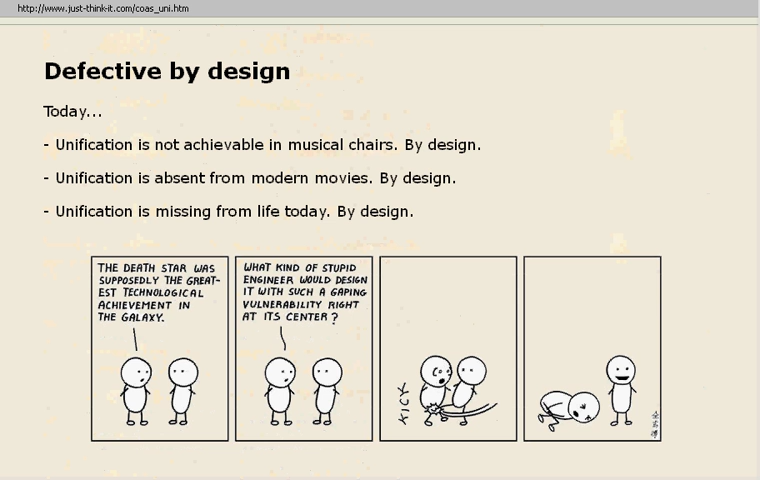 http://www.just-think-it.com/coas_uni.htm
Defective by design
Today...
- Unification is not achievable in musical chairs. By design.
- Unification is absent from modern movies. By design.
- Unification is missing from life today. By design.
THE DEATH STAR WAS
SUPPOSEDLY THE GREAT-
EST TECHNOLOGICAL
ACHIEVEMENT IN
THE GALAXY.
WHAT KIND OF STUPID
ENGINEER WOULD DESIGN
IT WITH SUCH A GAPING
VULNERABILITY RIGHT
AT ITS CENTER?
KICK